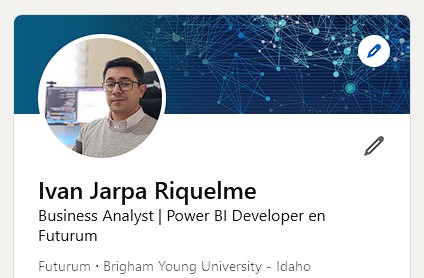 Ivan Jarpa Riquelme
Business Analyst | Power BI Developer en
Futurum
Futurum · Brigham Young University - Idaho